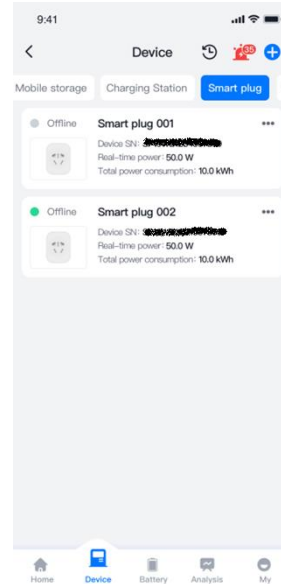 9:41
Device
35
Mobile storage Charging Station Smart plug
Offline Smart plug 001
Device SN:
Real-time power: 50.0 W
Total power consumption: 10.0 kWh
Offline Smart plug 002
Device SN:
Real-time power: 50.0 W
Total power consumption: 10.0 kWh
Home Device Battery Analysis My